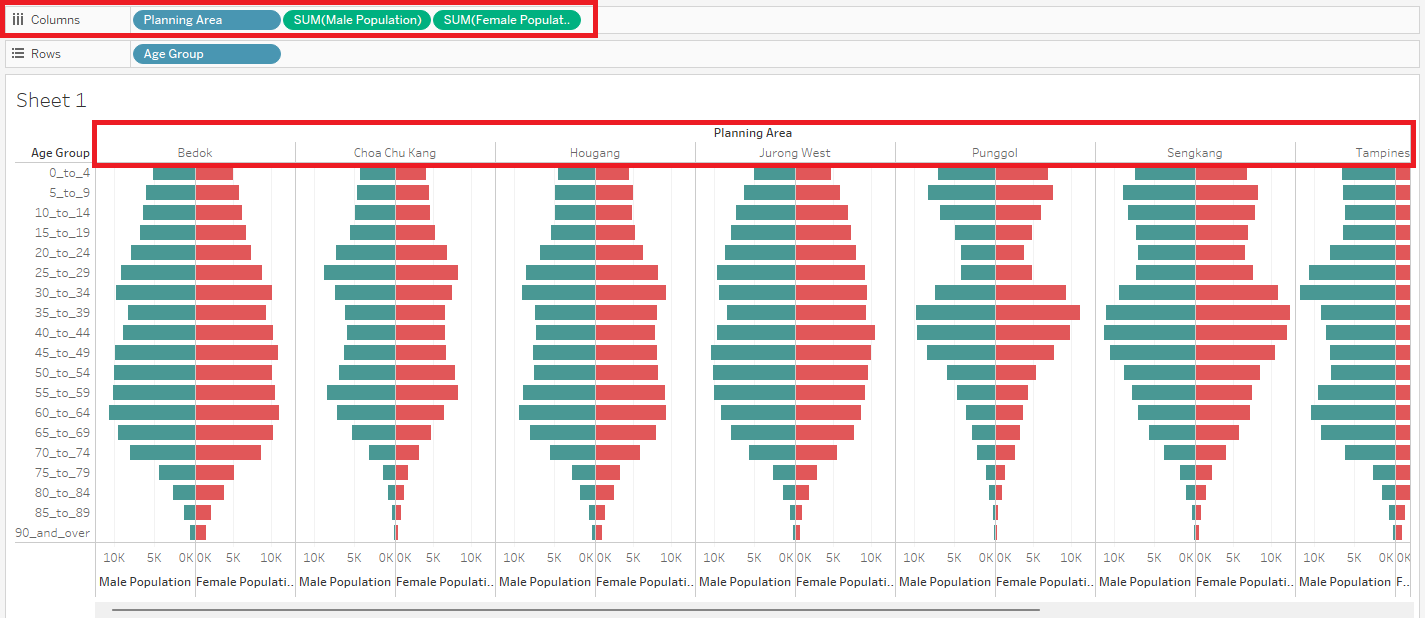 Columns Planning Area SUM(Male Population) SUM(Female Populat..
Rows Age Group
Sheet 1
Planning Area
Age Group Bedok Choa Chu Kang Hougang Jurong West Punggol Sengkang Tampines
0_to_4
5_to_9
10_to_14
15_to_19
20_to_24
25_to_29
30_to_34
35_to_39
40_to_44
45_to_49
50_to_54
55_to_59
60_to_64
65_to_69
70_to_74
75_to_79
80_to_84
85_to_89
90_and_over
10K 5K 0K 0K 5K 10K 10K 5K 0K 0K 5K 10K 10K 5K 0K 0K 5K 10K 10K 5K 0K 0K 5K 10K 10K 5K 0K 0K 5K 10K 10K 5K 0K 0K 5K 10K 10K 5K 0K 0K
Male Population Female Populati.. Male Population Female Populati.. Male Population Female Populati.. Male Population Female Populati.. Male Population Female Populati.. Male Population Female Populati.. Male Population F..